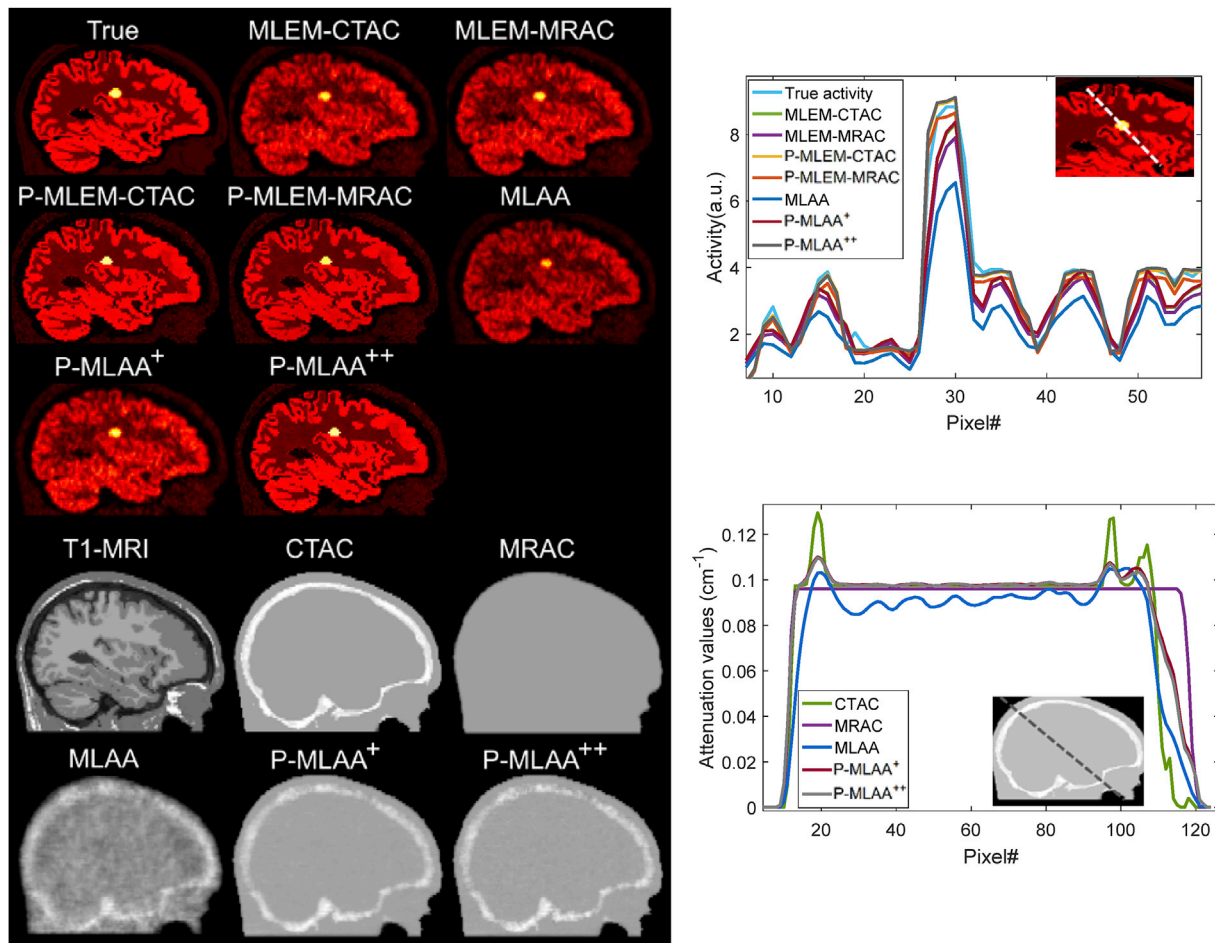 True MLEM-CTAC MLEM-MRAC
P-MLEM-CTAC P-MLEM-MRAC MLAA
P-MLAA+ P-MLAA++
T1-MRI CTAC MRAC
MLAA P-MLAA+ P-MLAA++
Activity(a.u.)
8
6
4
2
True activity
MLEM-CTAC
MLEM-MRAC
P-MLEM-CTAC
P-MLEM-MRAC
MLAA
P-MLAA+
P-MLAA++
10 20 30 40 50
Pixel#
Attenuation values (cm-1)
0.12
0.1
0.08
0.06
0.04
0.02
0
CTAC
MRAC
MLAA
P-MLAA+
P-MLAA++
20 40 60 80 100 120
Pixel#